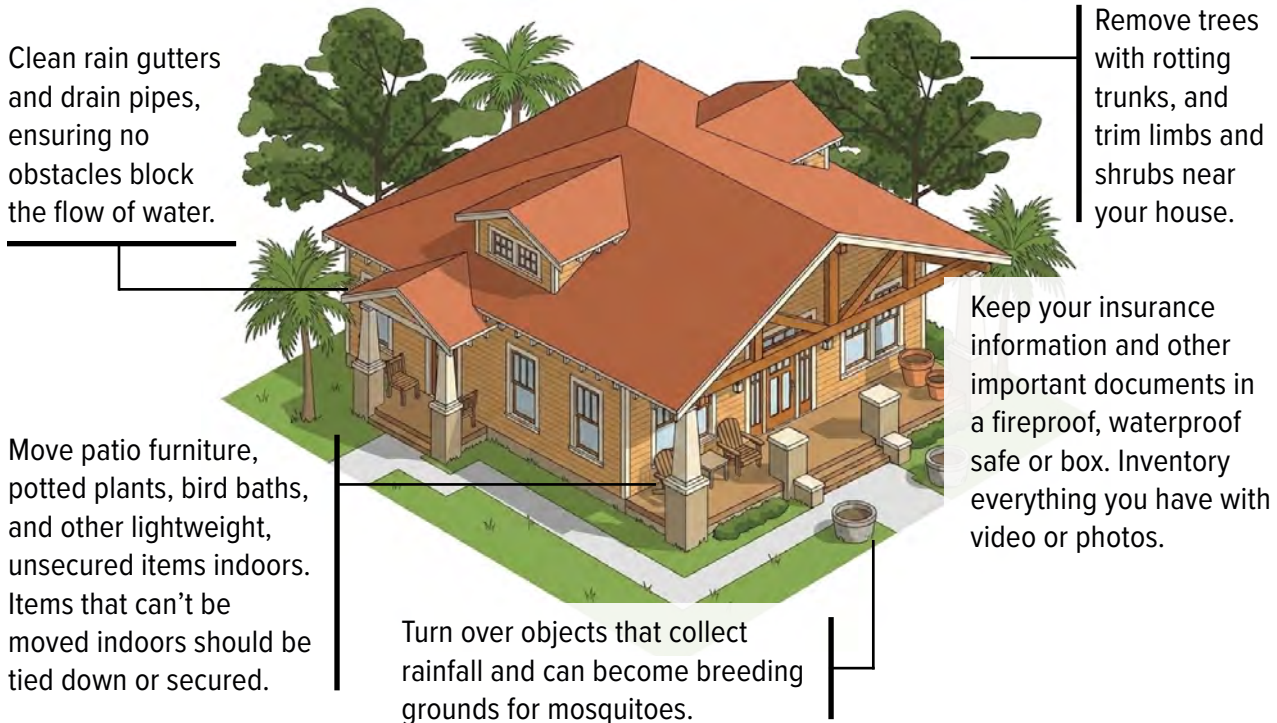 Clean rain gutters
and drain pipes,
ensuring no
obstacles block
the flow of water.
Remove trees
with rotting
trunks, and
trim limbs and
shrubs near
your house.
Keep your insurance
information and other
important documents in
a fireproof, waterproof
safe or box. Inventory
everything you have with
video or photos.
Move patio furniture,
potted plants, bird baths,
and other lightweight,
unsecured items indoors.
Items that can’t be
moved indoors should be
tied down or secured.
Turn over objects that collect
rainfall and can become breeding
grounds for mosquitoes.